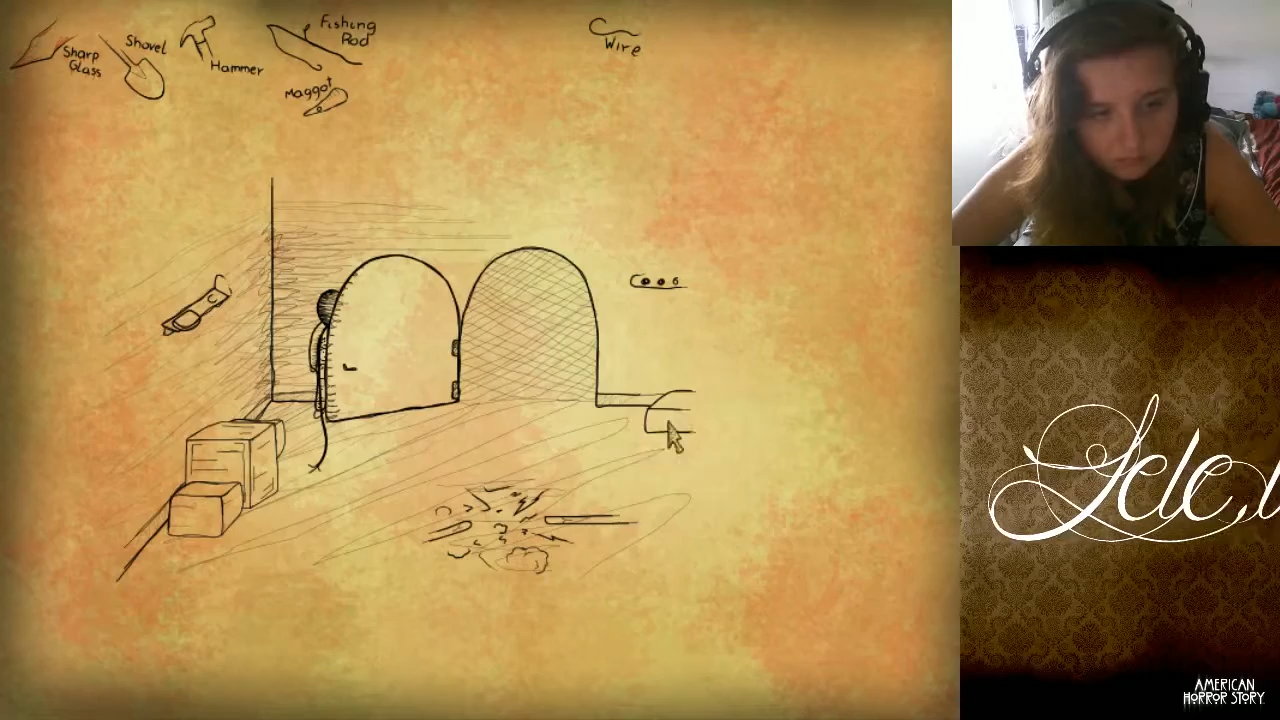 Sharp
Glass
Shovel
Hammer
Fishing
Rod
Maggot
Wire
AMERICAN
HORROR STORY